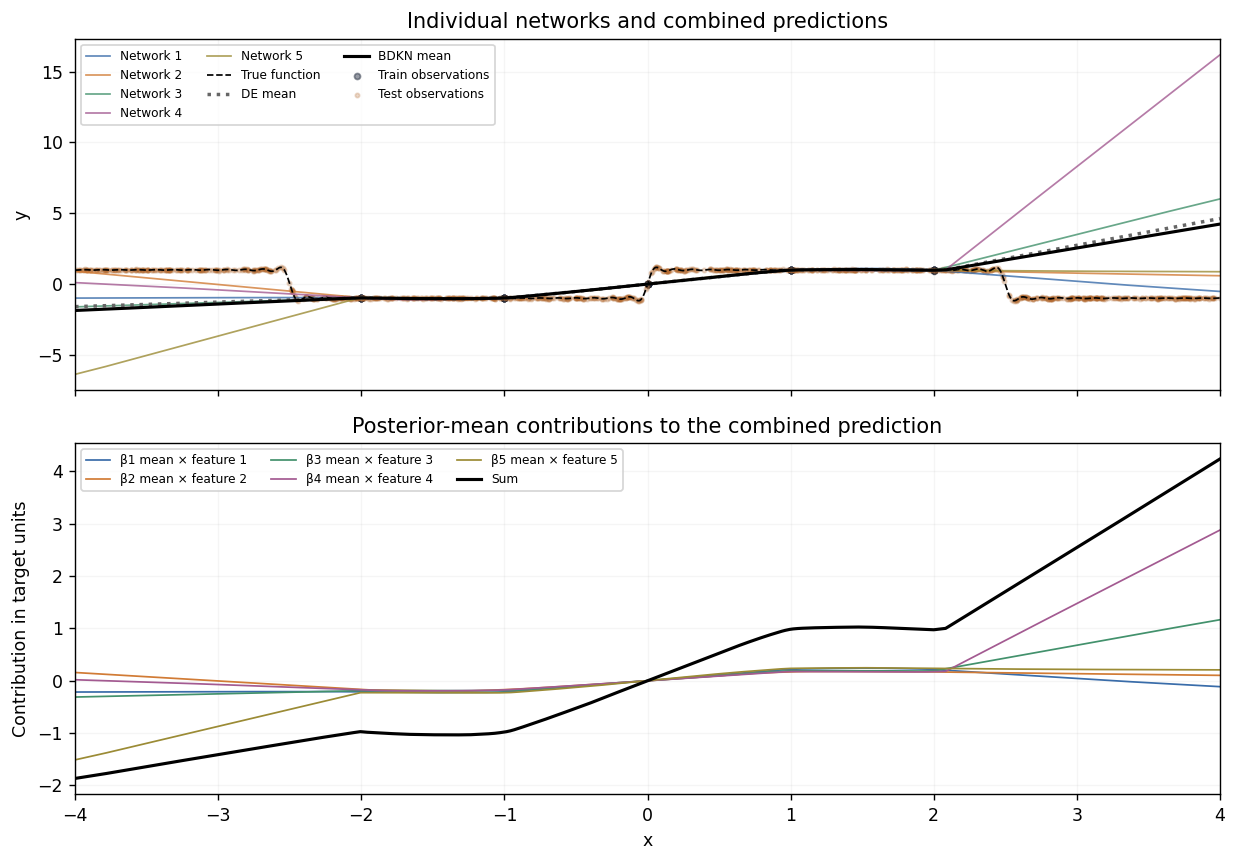 Individual networks and combined predictions
Network 1
Network 2
Network 3
Network 4
Network 5
True function
DE mean
BDKN mean
Train observations
Test observations
15
10
5
0
−5
y
Posterior-mean contributions to the combined prediction
β1 mean × feature 1
β2 mean × feature 2
β3 mean × feature 3
β4 mean × feature 4
β5 mean × feature 5
Sum
4
3
2
1
0
−1
−2
Contribution in target units
−4 −3 −2 −1 0 1 2 3 4
x